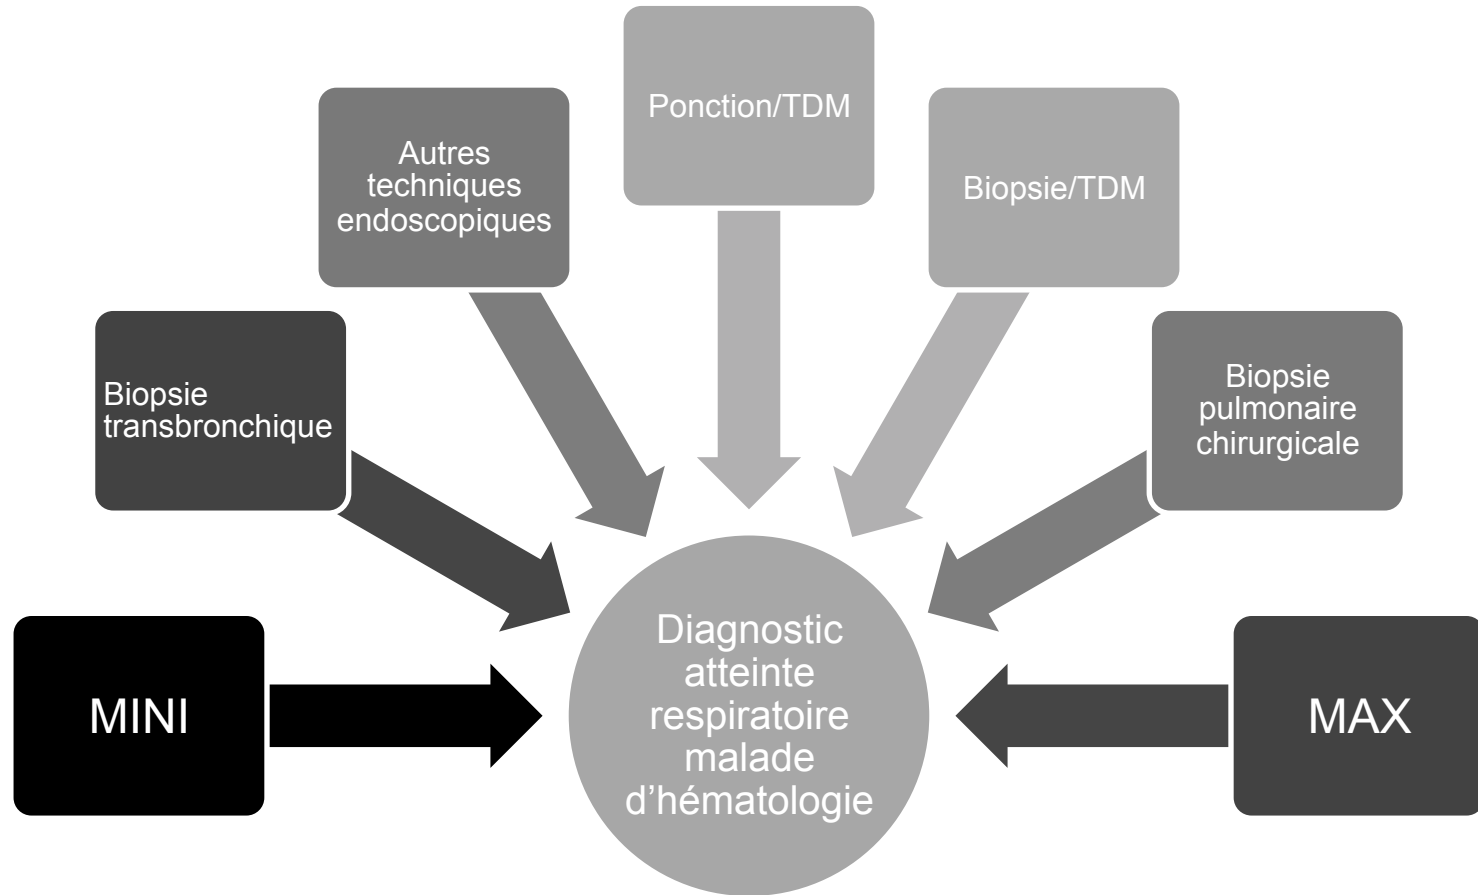 Ponction/TDM
Autres
techniques
endoscopiques
Biopsie/TDM
Biopsie
transbronchique
Biopsie
pulmonaire
chirurgicale
MINI
Diagnostic
atteinte
respiratoire
malade
d’hématologie
MAX